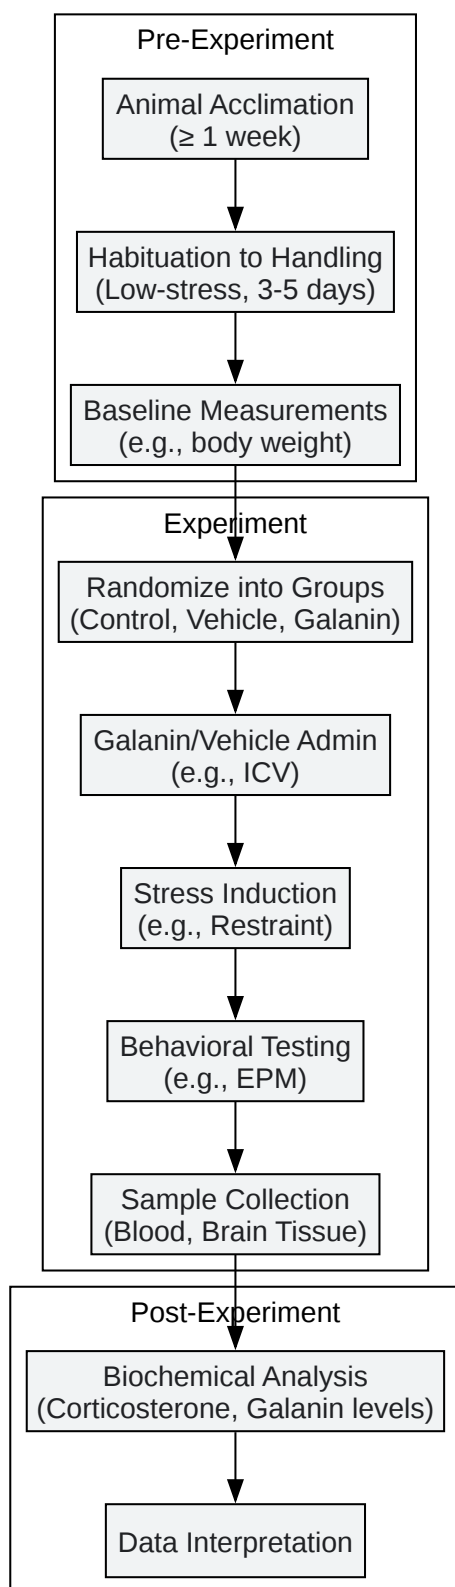 Pre-Experiment
Animal Acclimation
(≥ 1 week)
Habituation to Handling
(Low-stress, 3-5 days)
Baseline Measurements
(e.g., body weight)
Experiment
Randomize into Groups
(Control, Vehicle, Galanin)
Galanin/Vehicle Admin
(e.g., ICV)
Stress Induction
(e.g., Restraint)
Behavioral Testing
(e.g., EPM)
Sample Collection
(Blood, Brain Tissue)
Post-Experiment
Biochemical Analysis
(Corticosterone, Galanin levels)
Data Interpretation